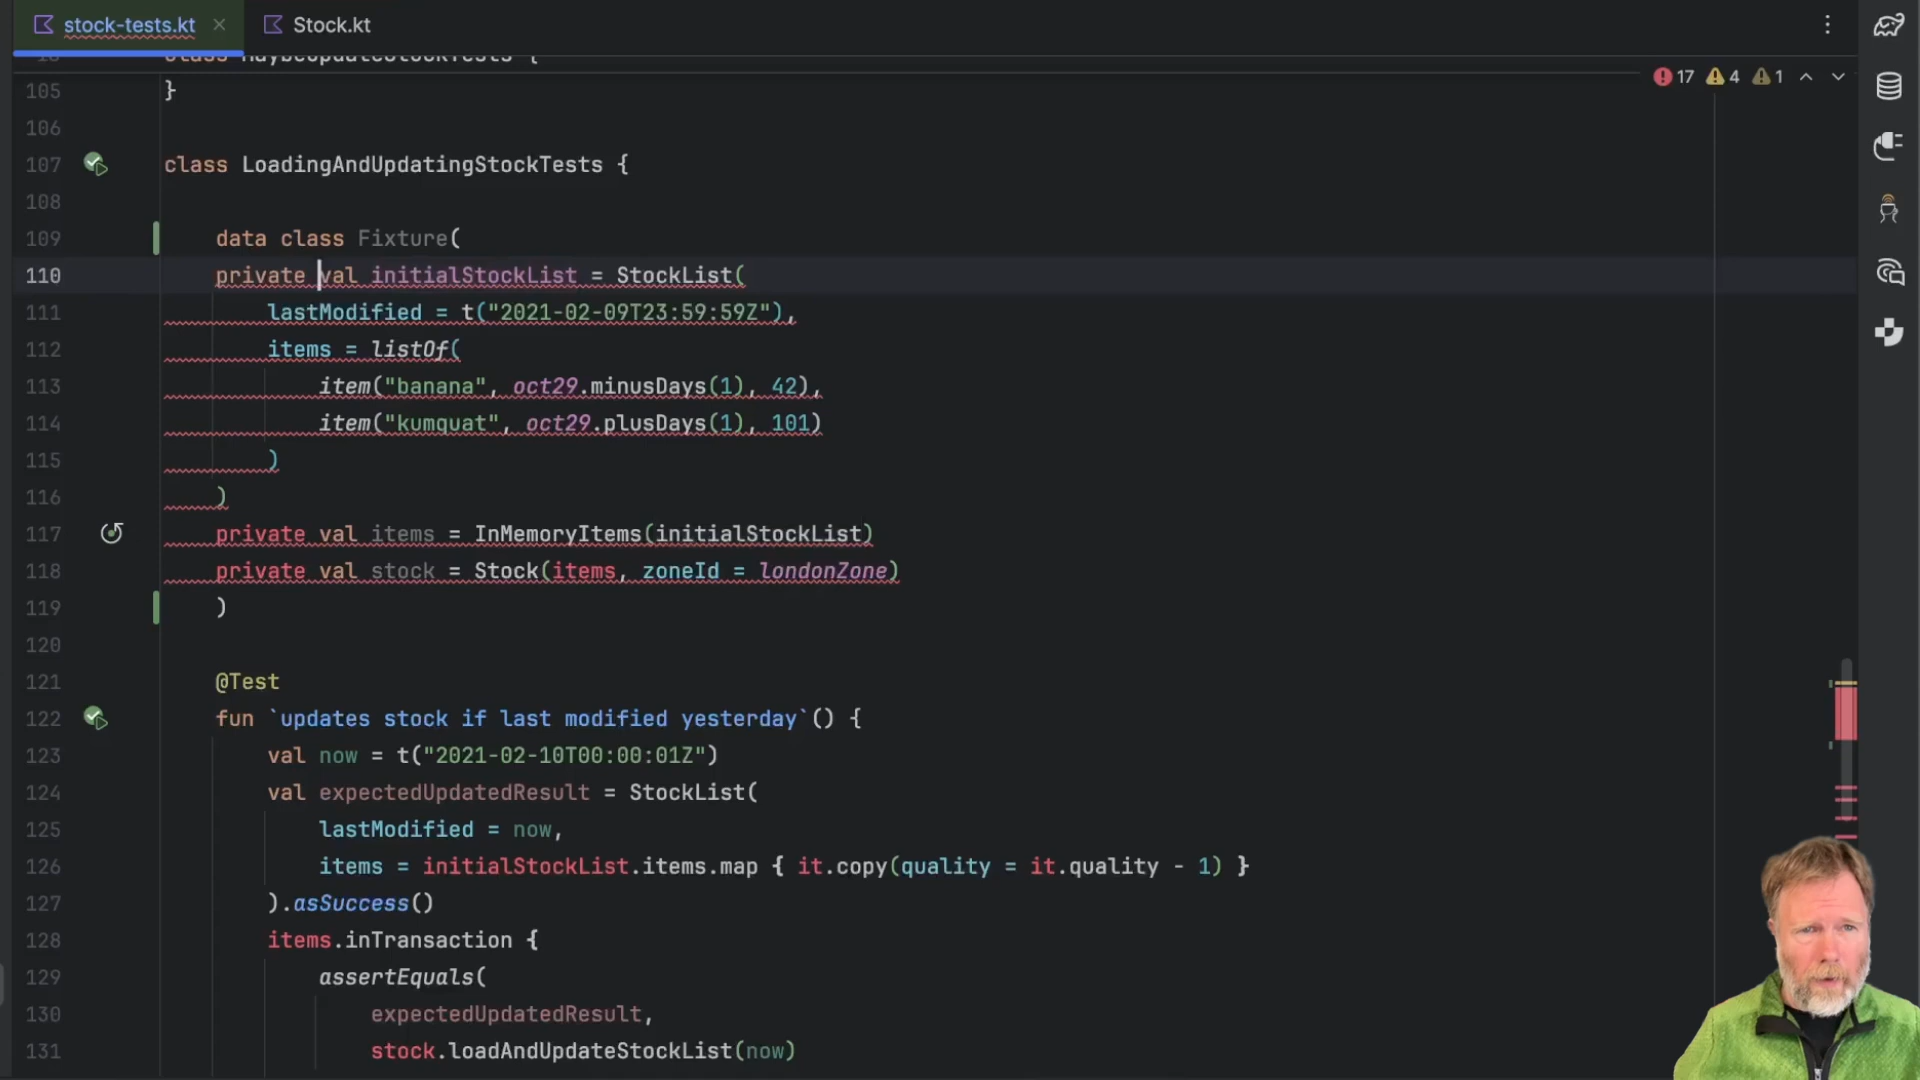 stock-tests.kt
Stock.kt
class MaybeUpdateStockTests {
17 4 1
105 }
106
107 class LoadingAndUpdatingStockTests {
108
109 data class Fixture(
110 private val initialStockList = StockList(
111 lastModified = t("2021-02-09T23:59:59Z"),
112 items = listOf(
113 item("banana", oct29.minusDays(1), 42),
114 item("kumquat", oct29.plusDays(1), 101)
115 )
116 )
117 private val items = InMemoryItems(initialStockList)
118 private val stock = Stock(items, zoneId = londonZone)
119 )
120
121 @Test
122 fun `updates stock if last modified yesterday`() {
123 val now = t("2021-02-10T00:00:01Z")
124 val expectedUpdatedResult = StockList(
125 lastModified = now,
126 items = initialStockList.items.map { it.copy(quality = it.quality - 1) }
127 ).asSuccess()
128 items.inTransaction {
129 assertEquals(
130 expectedUpdatedResult,
131 stock.loadAndUpdateStockList(now)